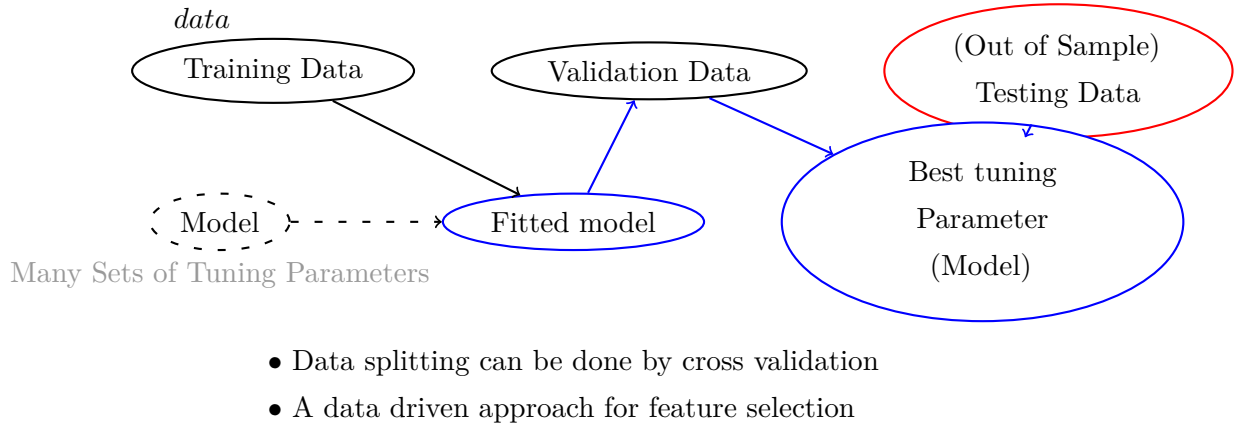 data
Training Data
Validation Data
(Out of Sample)
Testing Data
Model
Many Sets of Tuning Parameters
Fitted model
Best tuning
Parameter
(Model)
• Data splitting can be done by cross validation
• A data driven approach for feature selection